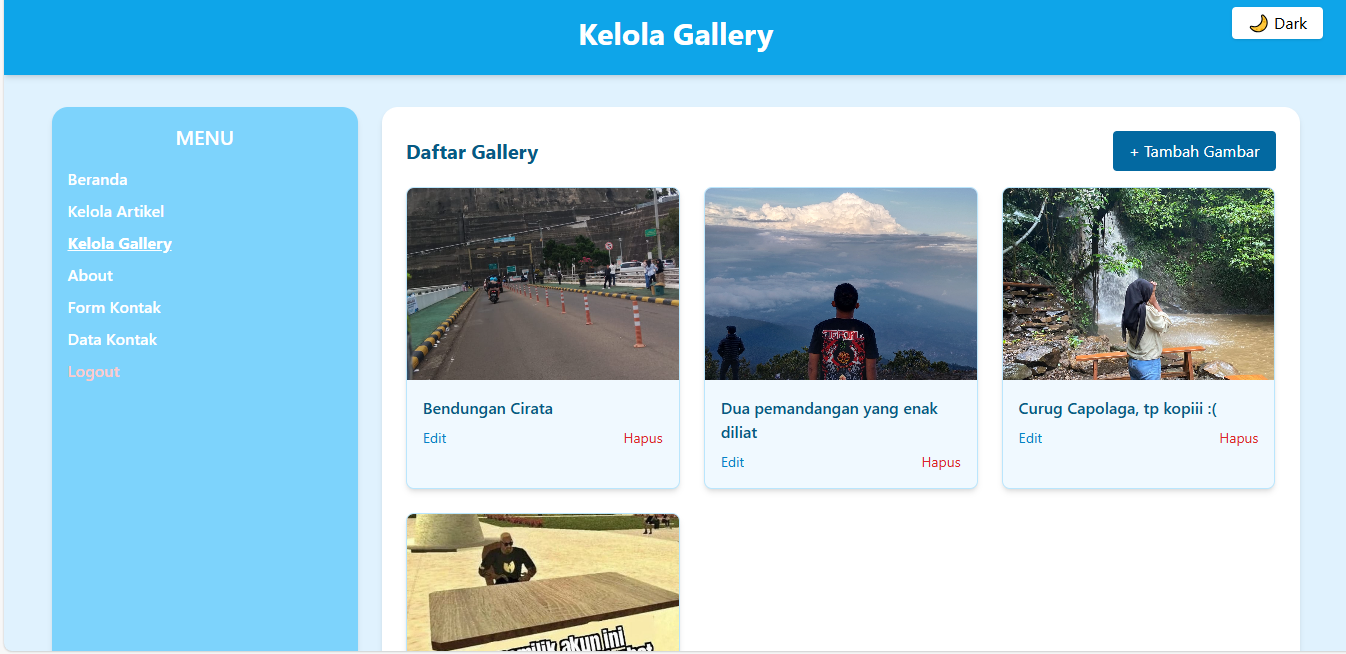 Kelola Gallery
🌙 Dark
MENU
Beranda
Kelola Artikel
Kelola Gallery
About
Form Kontak
Data Kontak
Logout
Daftar Gallery
+ Tambah Gambar
Bendungan Cirata
Edit
Hapus
Dua pemandangan yang enak
diliat
Edit
Hapus
Curug Capolaga, tp kopiii :(
Edit
Hapus
akun ini